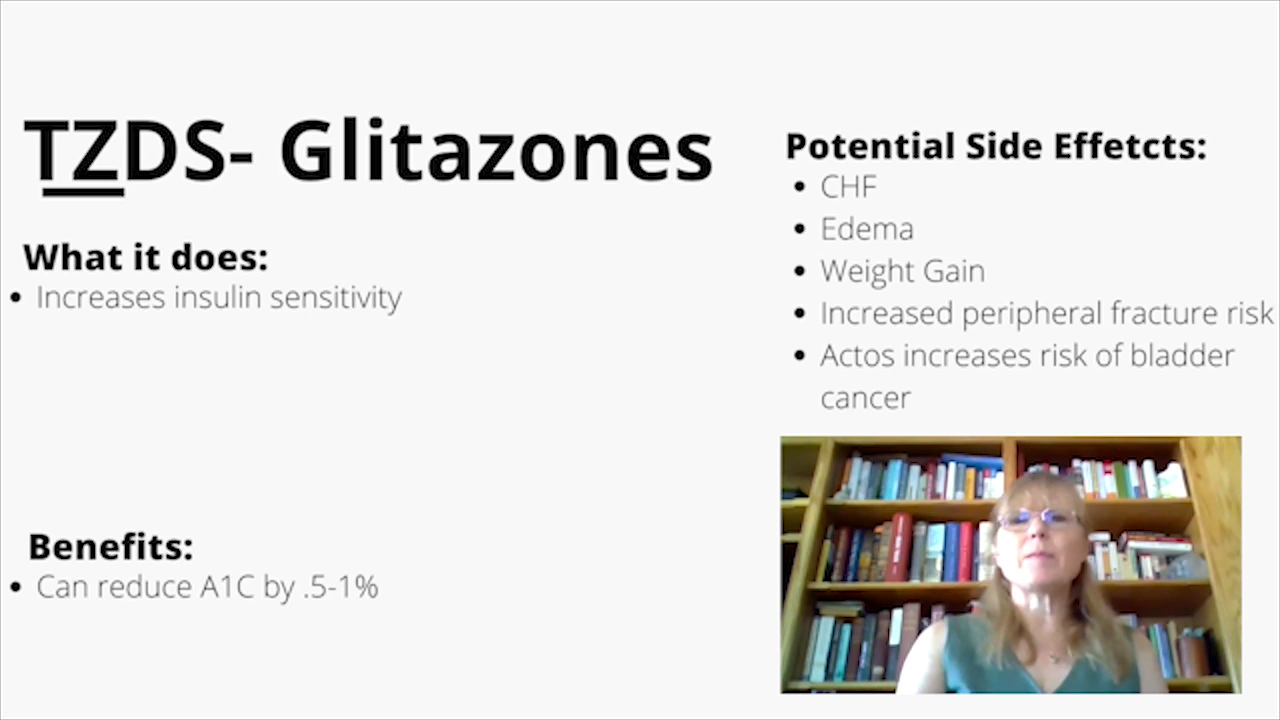 TZDS- Glitazones
What it does:
• Increases insulin sensitivity
Benefits:
• Can reduce A1C by .5-1%
Potential Side Effetcts:
• CHF
• Edema
• Weight Gain
• Increased peripheral fracture risk
• Actos increases risk of bladder
cancer